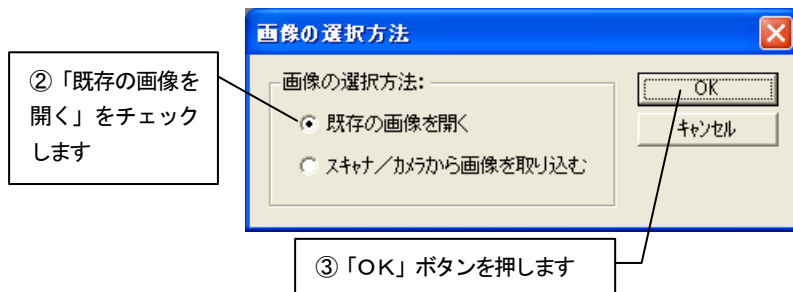 画像の選択方法
②「既存の画像を
開く」をチェック
します
画像の選択方法:
既存の画像を開く
スキャナ／カメラから画像を取り込む
OK
キャンセル
③「ＯＫ」ボタンを押します